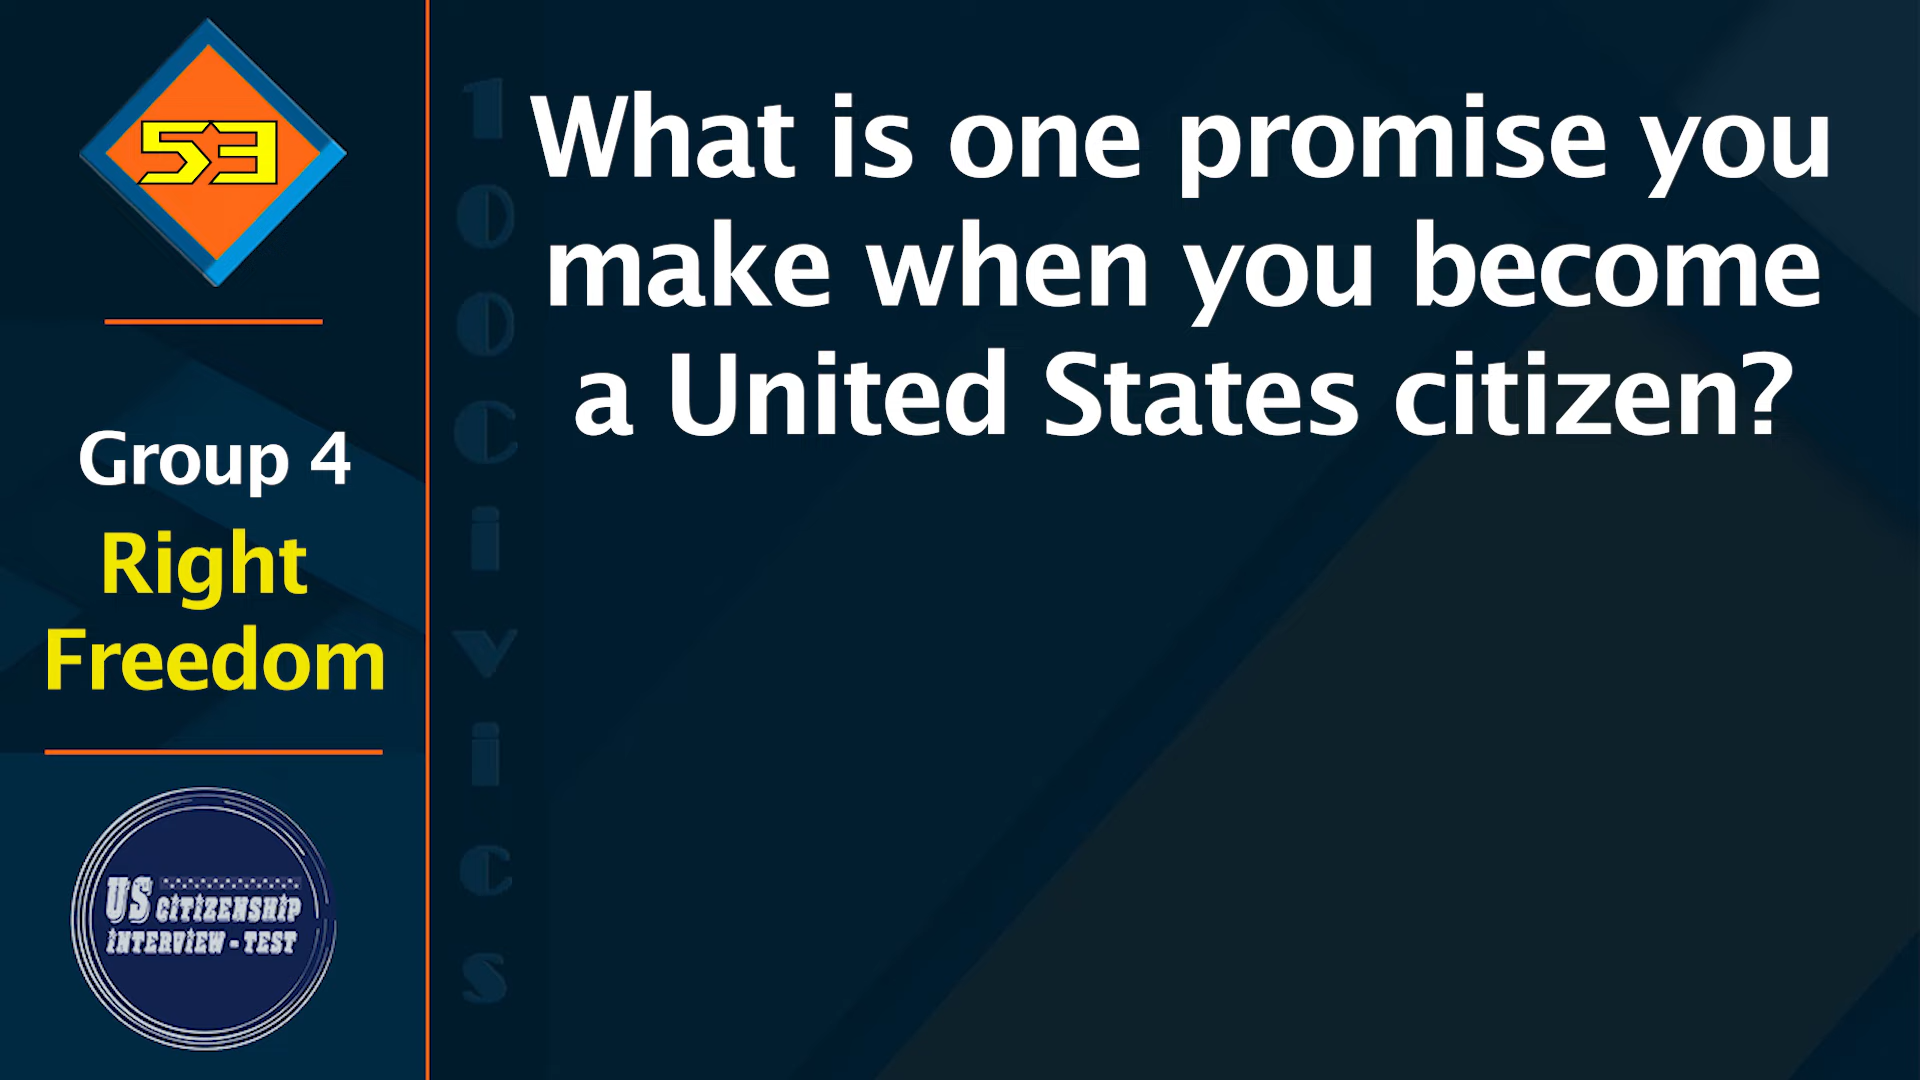 53
Group 4
Right
Freedom
US CITIZENSHIP
INTERVIEW - TEST
100 Civics
What is one promise you
make when you become
a United States citizen?